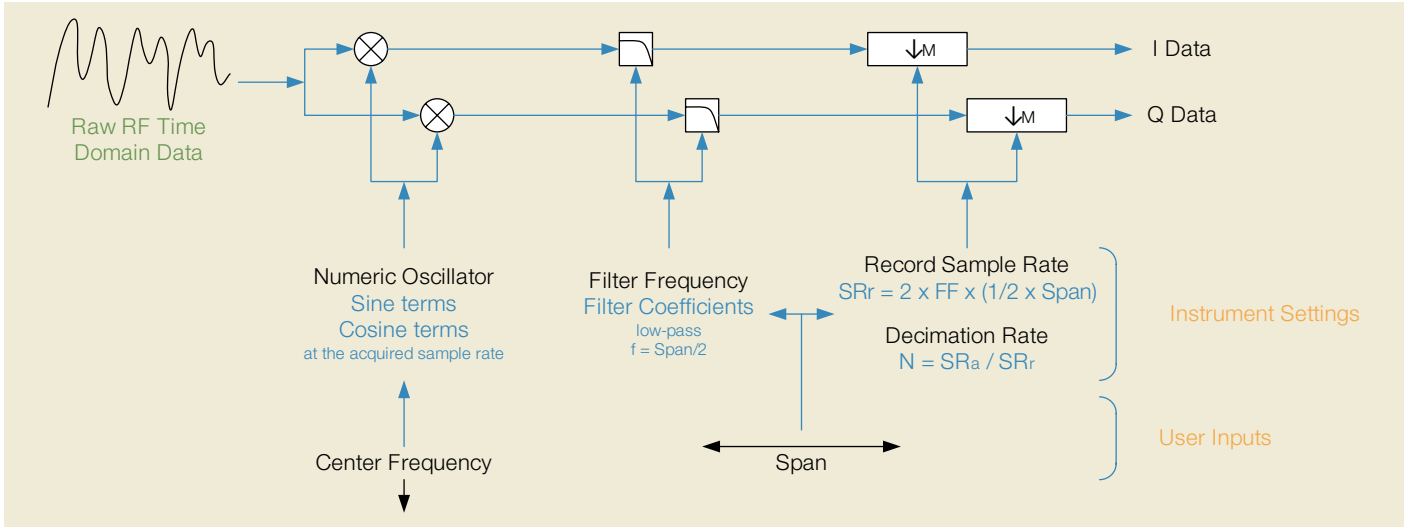 Raw RF Time
Domain Data
↓M
I Data
↓M
Q Data
Numeric Oscillator
Sine terms
Cosine terms
at the acquired sample rate
Center Frequency
Filter Frequency
Filter Coefficients
low-pass
f = Span/2
Record Sample Rate
SRr = 2 x FF x (1/2 x Span)
Decimation Rate
N = SRa / SRr
Span
Instrument Settings
User Inputs